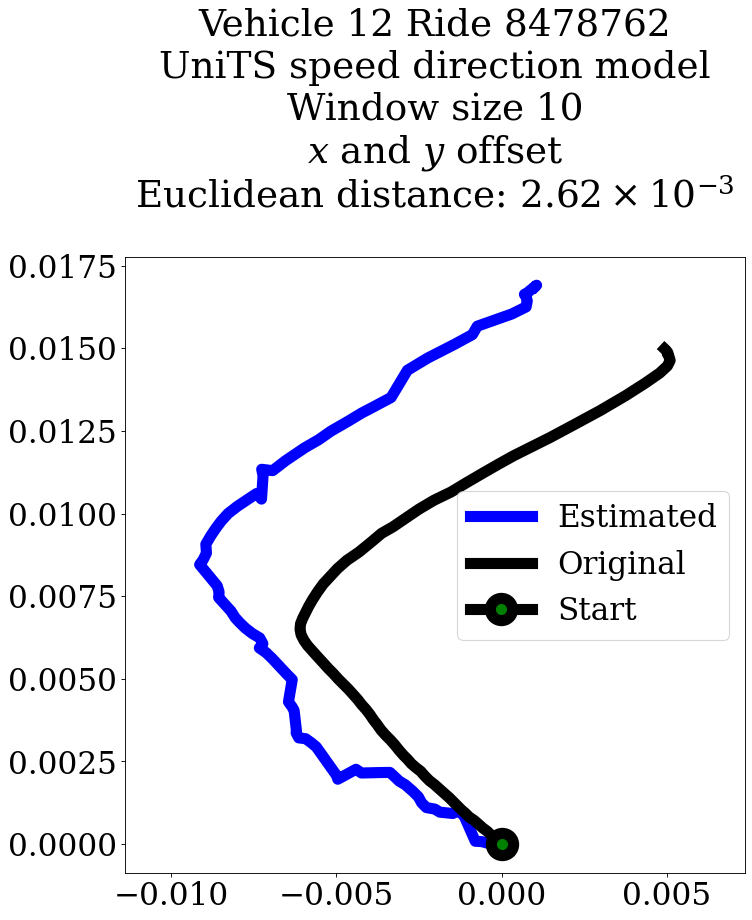 Vehicle 12 Ride 8478762
UniTS speed direction model
Window size 10
x and y offset
Euclidean distance: 2.62 × 10⁻³
0.0175
0.0150
0.0125
0.0100
0.0075
0.0050
0.0025
0.0000
Estimated
Original
Start
−0.010 −0.005 0.000 0.005